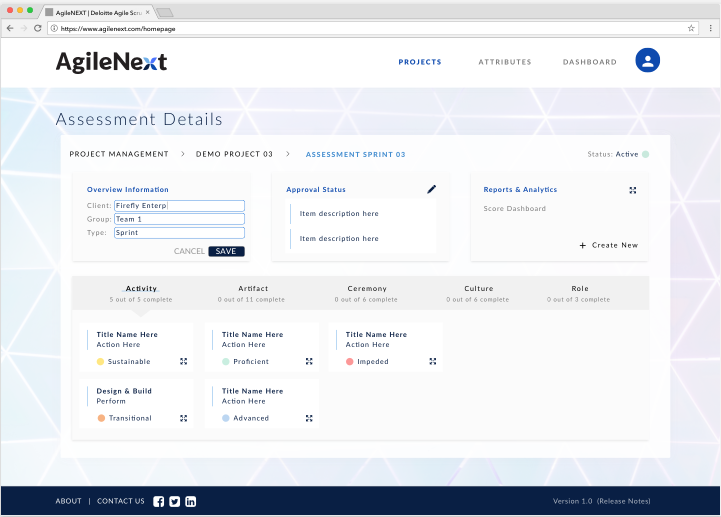 AgileNEXT | Deloitte Agile Scru
https://www.agilenext.com/homepage
AgileNext
PROJECTS ATTRIBUTES DASHBOARD
Assessment Details
PROJECT MANAGEMENT > DEMO PROJECT 03 > ASSESSMENT SPRINT 03
Status: Active
Overview Information
Client: Firefly Enterp
Group: Team 1
Type: Sprint
CANCEL SAVE
Approval Status
Item description here
Item description here
Reports & Analytics
Score Dashboard
+ Create New
Activity Artifact Ceremony Culture Role
5 out of 5 complete 0 out of 11 complete 0 out of 6 complete 0 out of 6 complete 0 out of 3 complete
Title Name Here
Action Here
Sustainable
Title Name Here
Action Here
Proficient
Title Name Here
Action Here
Impeded
Design & Build
Perform
Transitional
Title Name Here
Action Here
Advanced
ABOUT | CONTACT US
Version 1.0 (Release Notes)